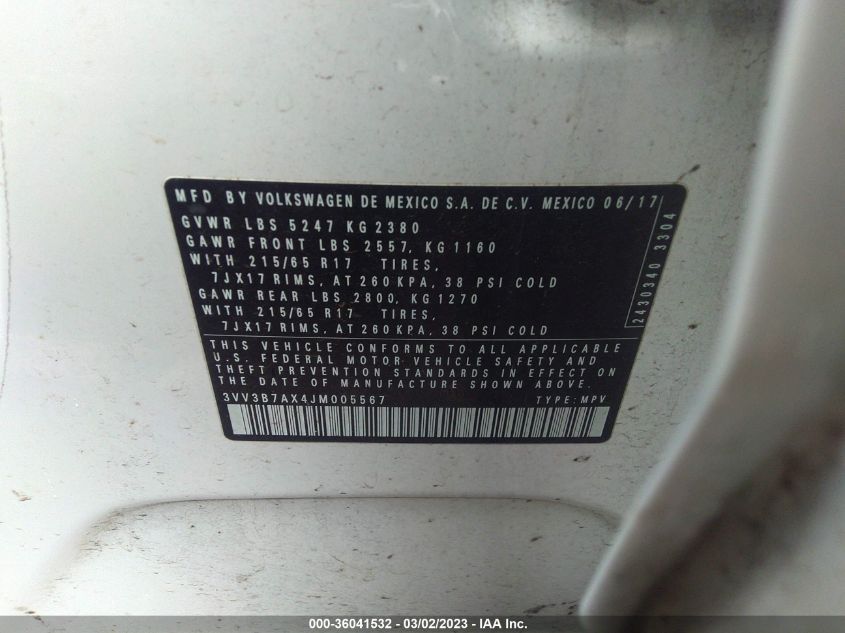 MFD BY VOLKSWAGEN DE MEXICO S.A. DE C.V. MEXICO 06/17
GVWR LBS 5247 KG 2380
GAWR FRONT LBS 2557, KG 1160
WITH 215/65 R17 TIRES,
7JX17 RIMS, AT 260 KPA, 38 PSI COLD
GAWR REAR LBS 2800, KG 1270
WITH 215/65 R17 TIRES,
7JX17 RIMS, AT 260 KPA, 38 PSI COLD
2430340 3304
THIS VEHICLE CONFORMS TO ALL APPLICABLE
U.S. FEDERAL MOTOR VEHICLE SAFETY AND
THEFT PREVENTION STANDARDS IN EFFECT ON
THE DATE OF MANUFACTURE SHOWN ABOVE.
3VV3B7AX4JM005567 TYPE: MPV
000-36041532 - 03/02/2023 - IAA Inc.